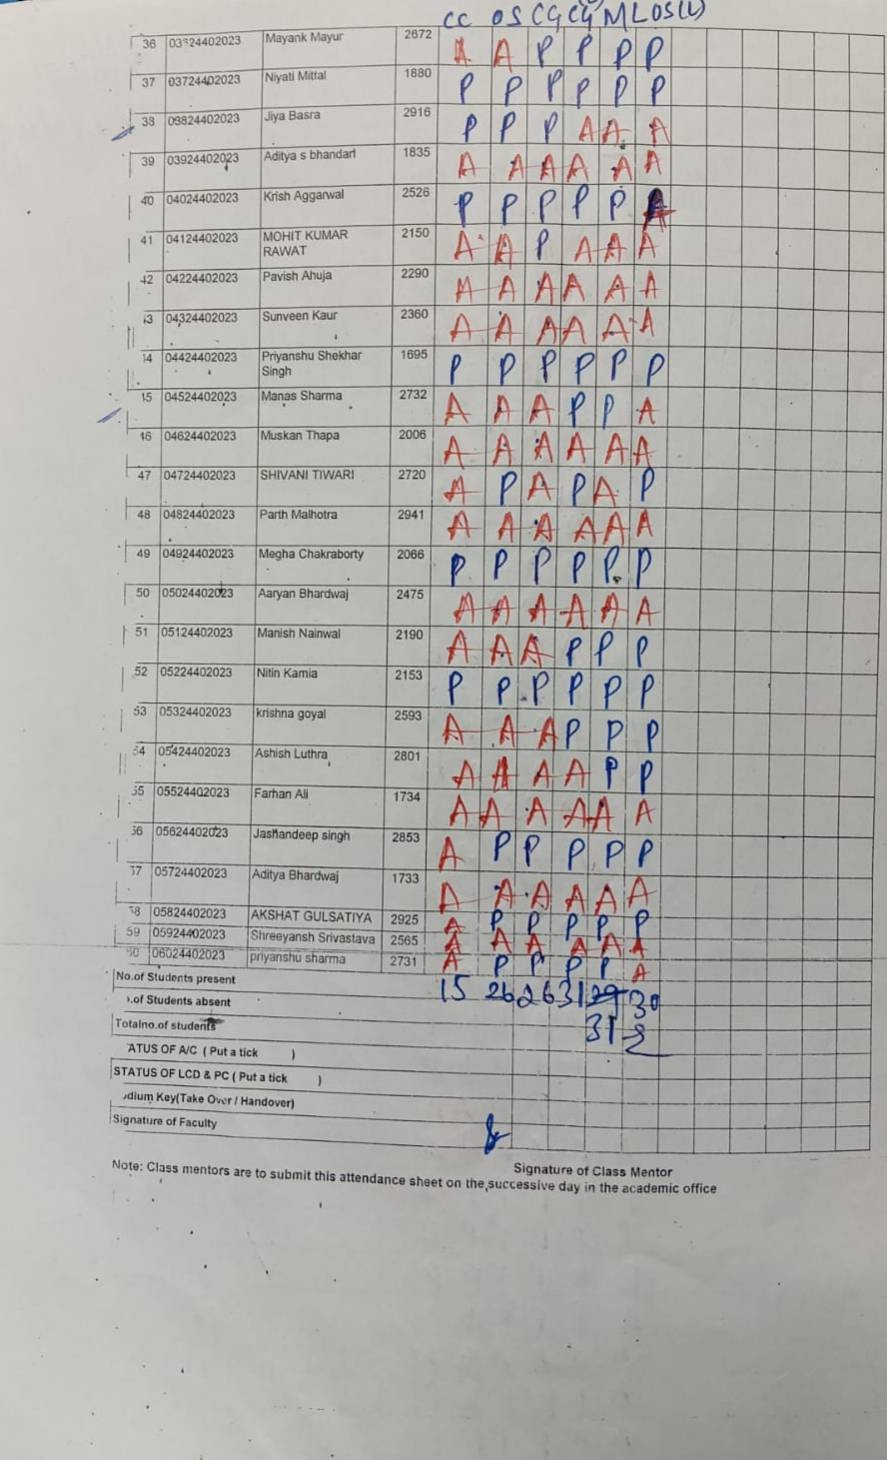 CC OS CG CG ML OS(L)
36 03524402023 Mayank Mayur 2672 A A P P P P
37 03724402023 Niyati Mittal 1880 P P P P P P
38 03824402023 Jiya Basra 2916 P P P A A A
39 03924402023 Aditya s bhandari 1835 A A A A A A
40 04024402023 Krish Aggarwal 2526 P P P P P A
41 04124402023 MOHIT KUMAR RAWAT 2150 A A P A A A
42 04224402023 Pavish Ahuja 2290 A A A A A A
43 04324402023 Sunveen Kaur 2360 A A A A A A
14 04424402023 Priyanshu Shekhar Singh 1695 P P P P P P
15 04524402023 Manas Sharma 2732 A A A P P A
16 04624402023 Muskan Thapa 2006 A A A A A A
47 04724402023 SHIVANI TIWARI 2720 A P A P A P
48 04824402023 Parth Malhotra 2941 A A A A A A
49 04924402023 Megha Chakraborty 2066 P P P P P P
50 05024402023 Aaryan Bhardwaj 2475 A A A A A A
51 05124402023 Manish Nainwal 2190 A A A P P P
52 05224402023 Nitin Kamia 2153 P P P P P P
53 05324402023 krishna goyal 2593 A A A P P P
54 05424402023 Ashish Luthra 2801 A A A A P P
55 05524402023 Farhan Ali 1734 A A A A A A
56 05624402023 Jashandeep singh 2853 A P P P P P
57 05724402023 Aditya Bhardwaj 1733 A A A A A A
58 05824402023 AKSHAT GULSATIYA 2925 A P P P P P
59 05924402023 Shreeyansh Srivastava 2565 A A A A A A
60 06024402023 priyanshu sharma 2731 A P P P P A
No.of Students present 15 26 26 31 29 30
.of Students absent 31
Totalno.of students
ATUS OF A/C ( Put a tick )
STATUS OF LCD & PC ( Put a tick )
dium Key(Take Over / Handover)
Signature of Faculty
Signature of Class Mentor
Note: Class mentors are to submit this attendance sheet on the successive day in the academic office